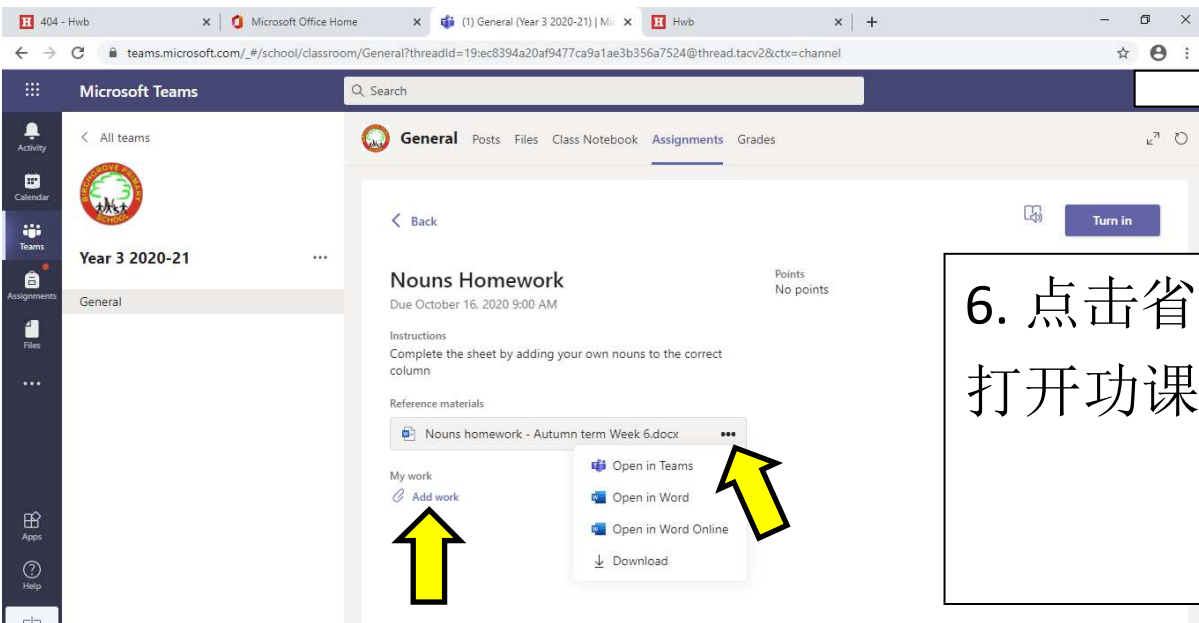 404 - Hwb
Microsoft Office Home
(1) General (Year 3 2020-21) | Mic
Hwb
teams.microsoft.com/_#/school/classroom/General?threadId=19:ec8394a20af9477ca9a1ae3b356a7524@thread.tacv2&ctx=channel
Microsoft Teams
Search
Activity
Calendar
Teams
Assignments
Files
Apps
Help
All teams
BIRCHGROVE PRIMARY SCHOOL
Year 3 2020-21
General
General Posts Files Class Notebook Assignments Grades
Back
Turn in
Nouns Homework
Due October 16, 2020 9:00 AM
Points
No points
Instructions
Complete the sheet by adding your own nouns to the correct
column
Reference materials
Nouns homework - Autumn term Week 6.docx
My work
Add work
Open in Teams
Open in Word
Open in Word Online
Download
6. 点击省
打开功课